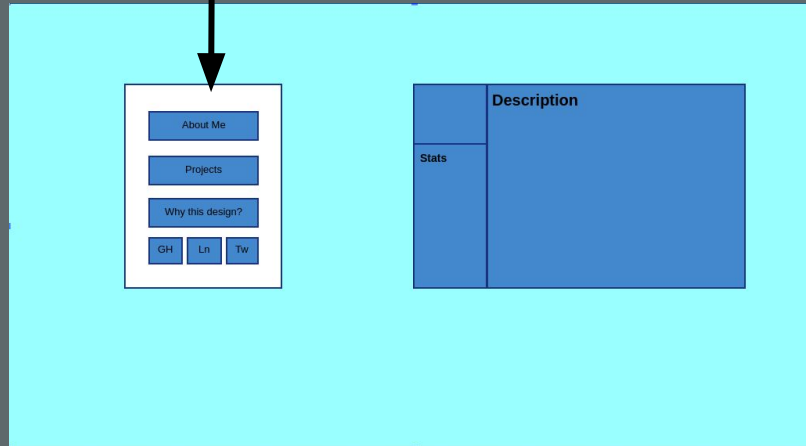 About Me
Projects
Why this design?
GH Ln Tw
Description
Stats